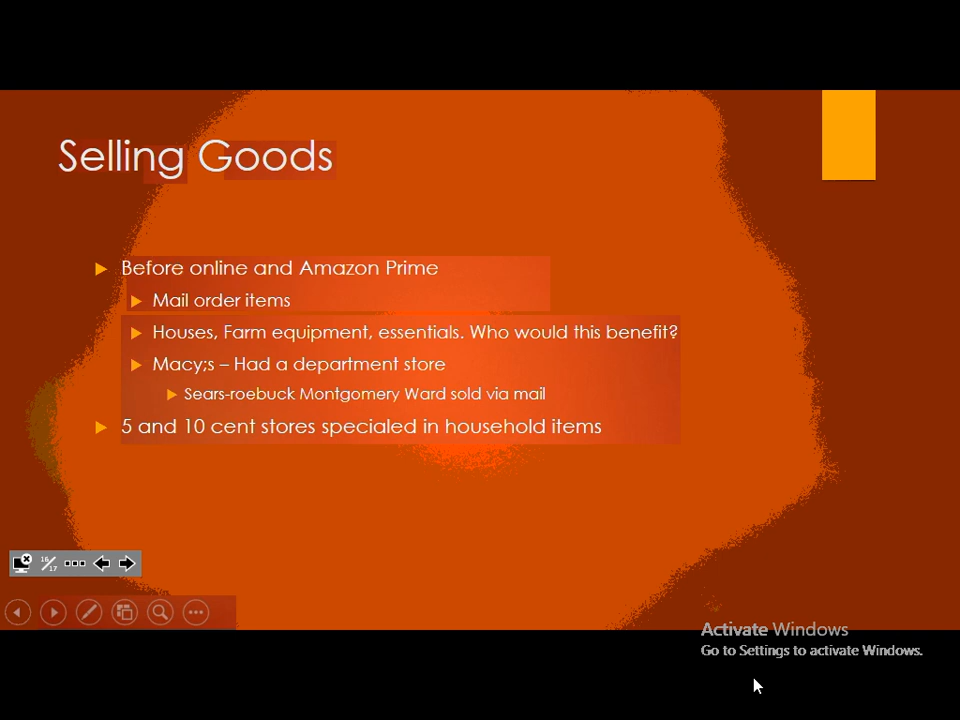 Selling Goods
Before online and Amazon Prime
Mail order items
Houses, Farm equipment, essentials. Who would this benefit?
Macy;s – Had a department store
Sears-roebuck Montgomery Ward sold via mail
5 and 10 cent stores specialed in household items
16/17
Activate Windows
Go to Settings to activate Windows.